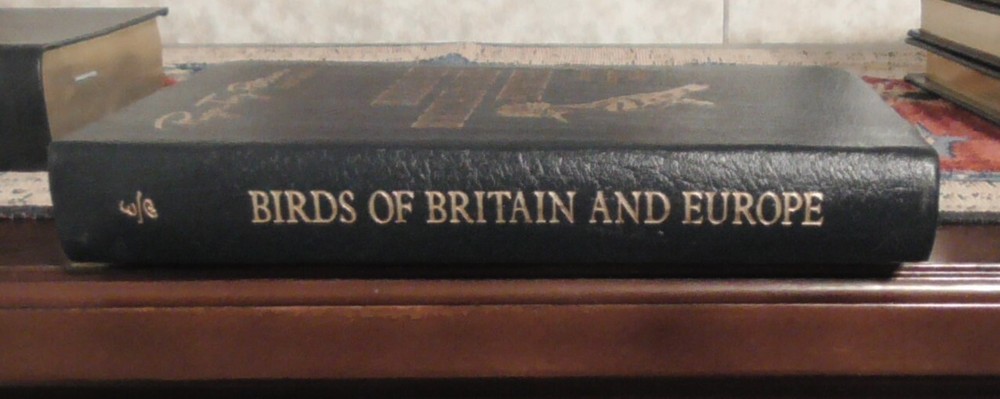 BIRDS OF BRITAIN AND EUROPE